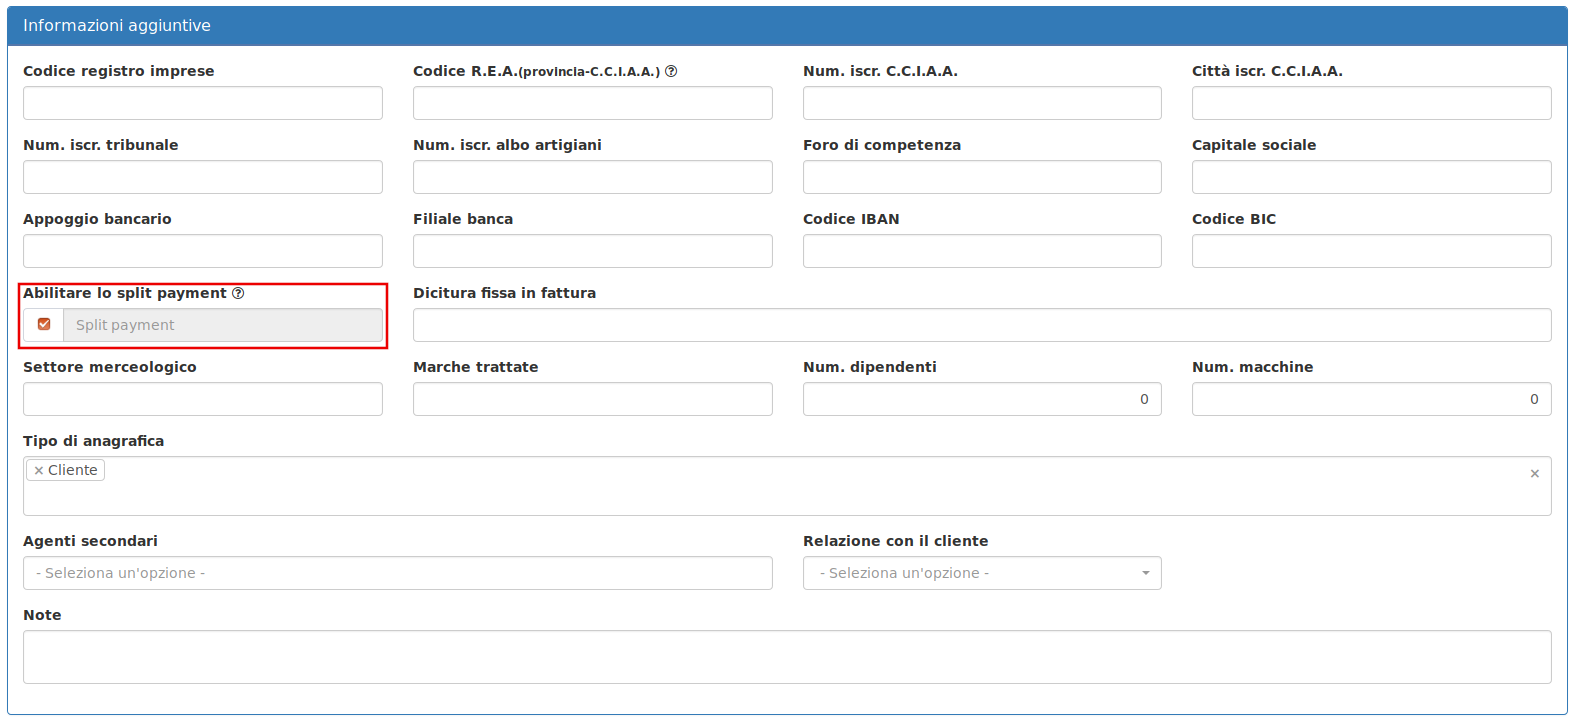 Informazioni aggiuntive
Codice registro imprese
Codice R.E.A.(provincia-C.C.I.A.A.)
Num. iscr. C.C.I.A.A.
Città iscr. C.C.I.A.A.
Num. iscr. tribunale
Num. iscr. albo artigiani
Foro di competenza
Capitale sociale
Appoggio bancario
Filiale banca
Codice IBAN
Codice BIC
Abilitare lo split payment
Dicitura fissa in fattura
Split payment
Settore merceologico
Marche trattate
Num. dipendenti
Num. macchine
0
0
Tipo di anagrafica
× Cliente
×
Agenti secondari
Relazione con il cliente
- Seleziona un'opzione -
- Seleziona un'opzione -
Note